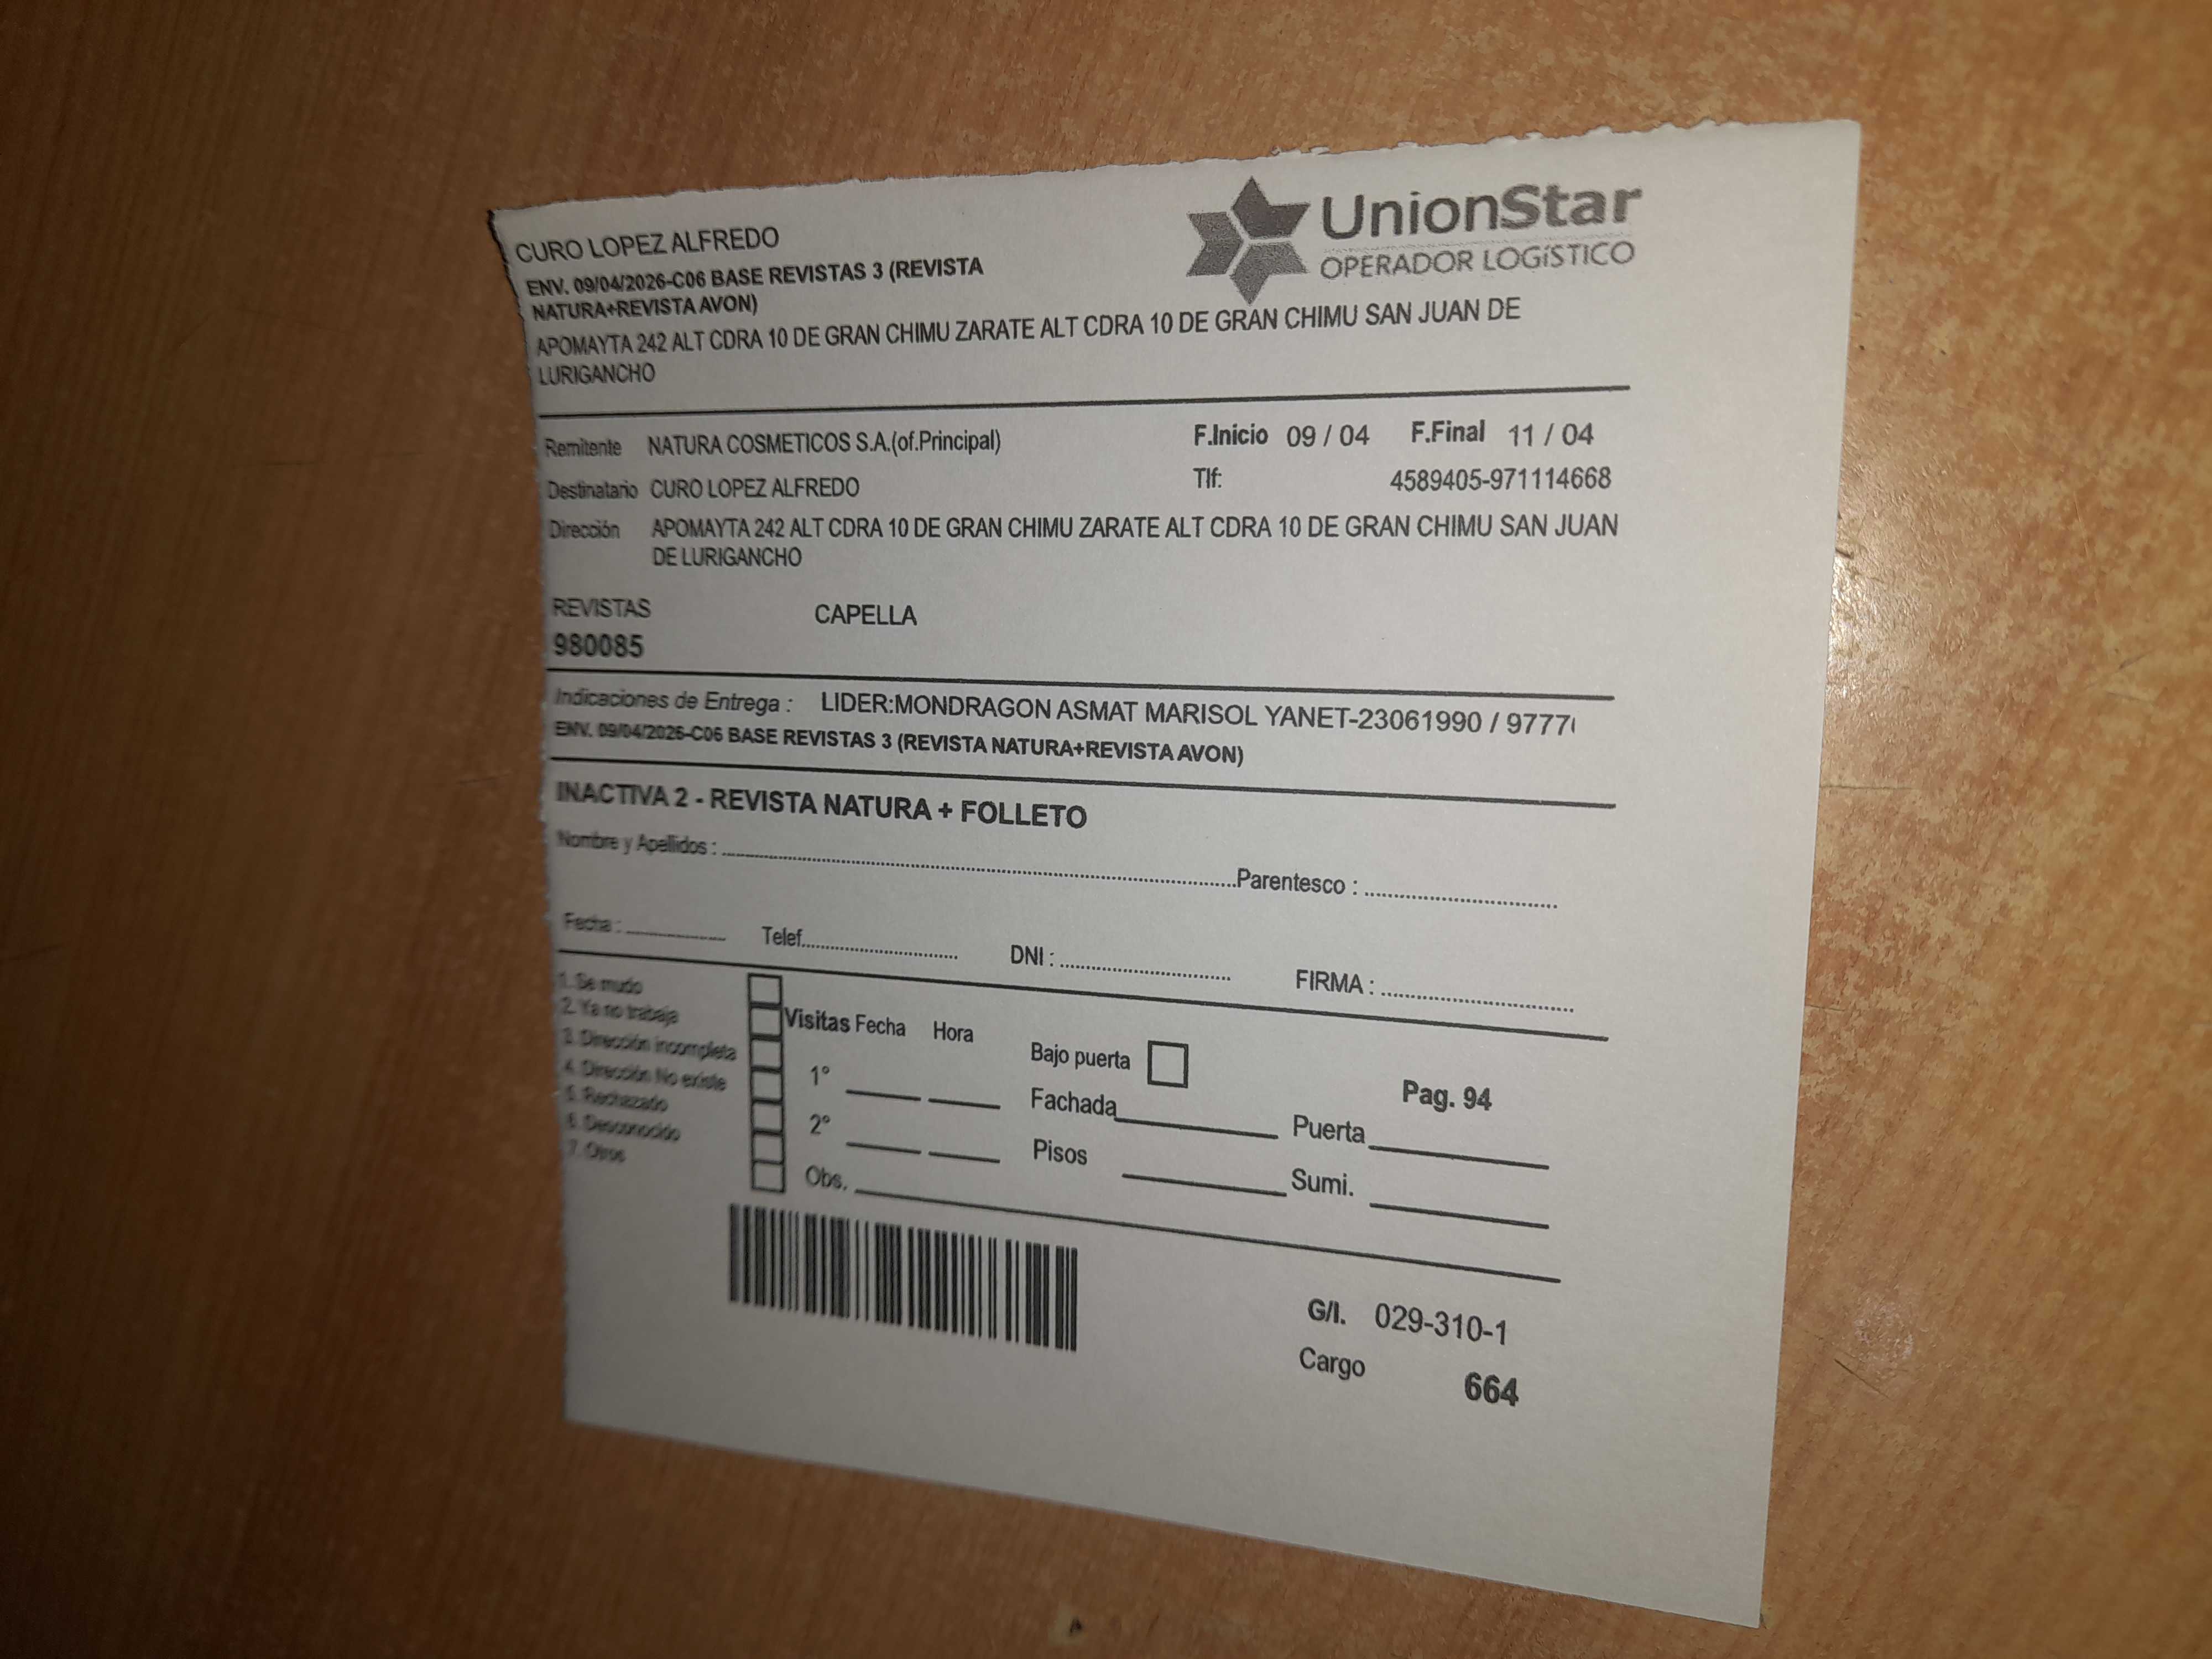 UnionStar
OPERADOR LOGíSTICO
CURO LOPEZ ALFREDO
ENV. 09/04/2026-C06 BASE REVISTAS 3 (REVISTA
NATURA+REVISTA AVON)
APOMAYTA 242 ALT CDRA 10 DE GRAN CHIMU ZARATE ALT CDRA 10 DE GRAN CHIMU SAN JUAN DE
LURIGANCHO
Remitente NATURA COSMETICOS S.A.(of.Principal) F.Inicio 09 / 04 F.Final 11 / 04
Destinatario CURO LOPEZ ALFREDO Tlf: 4589405-971114668
Dirección APOMAYTA 242 ALT CDRA 10 DE GRAN CHIMU ZARATE ALT CDRA 10 DE GRAN CHIMU SAN JUAN
DE LURIGANCHO
REVISTAS CAPELLA
980085
Indicaciones de Entrega : LIDER:MONDRAGON ASMAT MARISOL YANET-23061990 / 9777
ENV. 09/04/2026-C06 BASE REVISTAS 3 (REVISTA NATURA+REVISTA AVON)
INACTIVA 2 - REVISTA NATURA + FOLLETO
Nombre y Apellidos : Parentesco :
Fecha : Telef. DNI : FIRMA :
1. Se mudo
2. Ya no trabaja
3. Dirección incompleta
4. Dirección No existe
5. Rechazado
6. Desconocido
7. Otros
Visitas Fecha Hora
1°
2°
Obs.
Bajo puerta
Fachada Puerta
Pisos Sumi.
Pag. 94
G/I. 029-310-1
Cargo 664